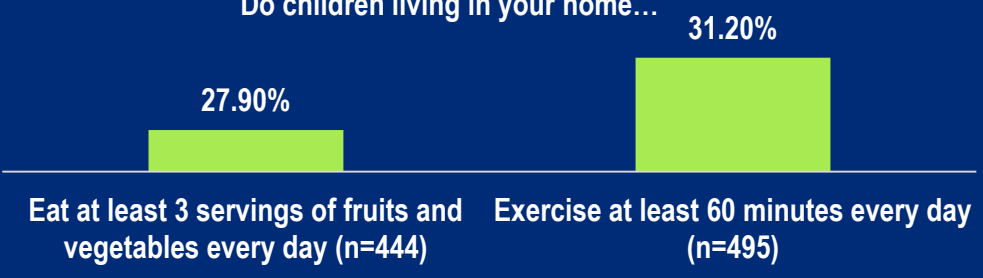 Do children living in your home…
31.20%
27.90%
Eat at least 3 servings of fruits and
vegetables every day (n=444)
Exercise at least 60 minutes every day
(n=495)